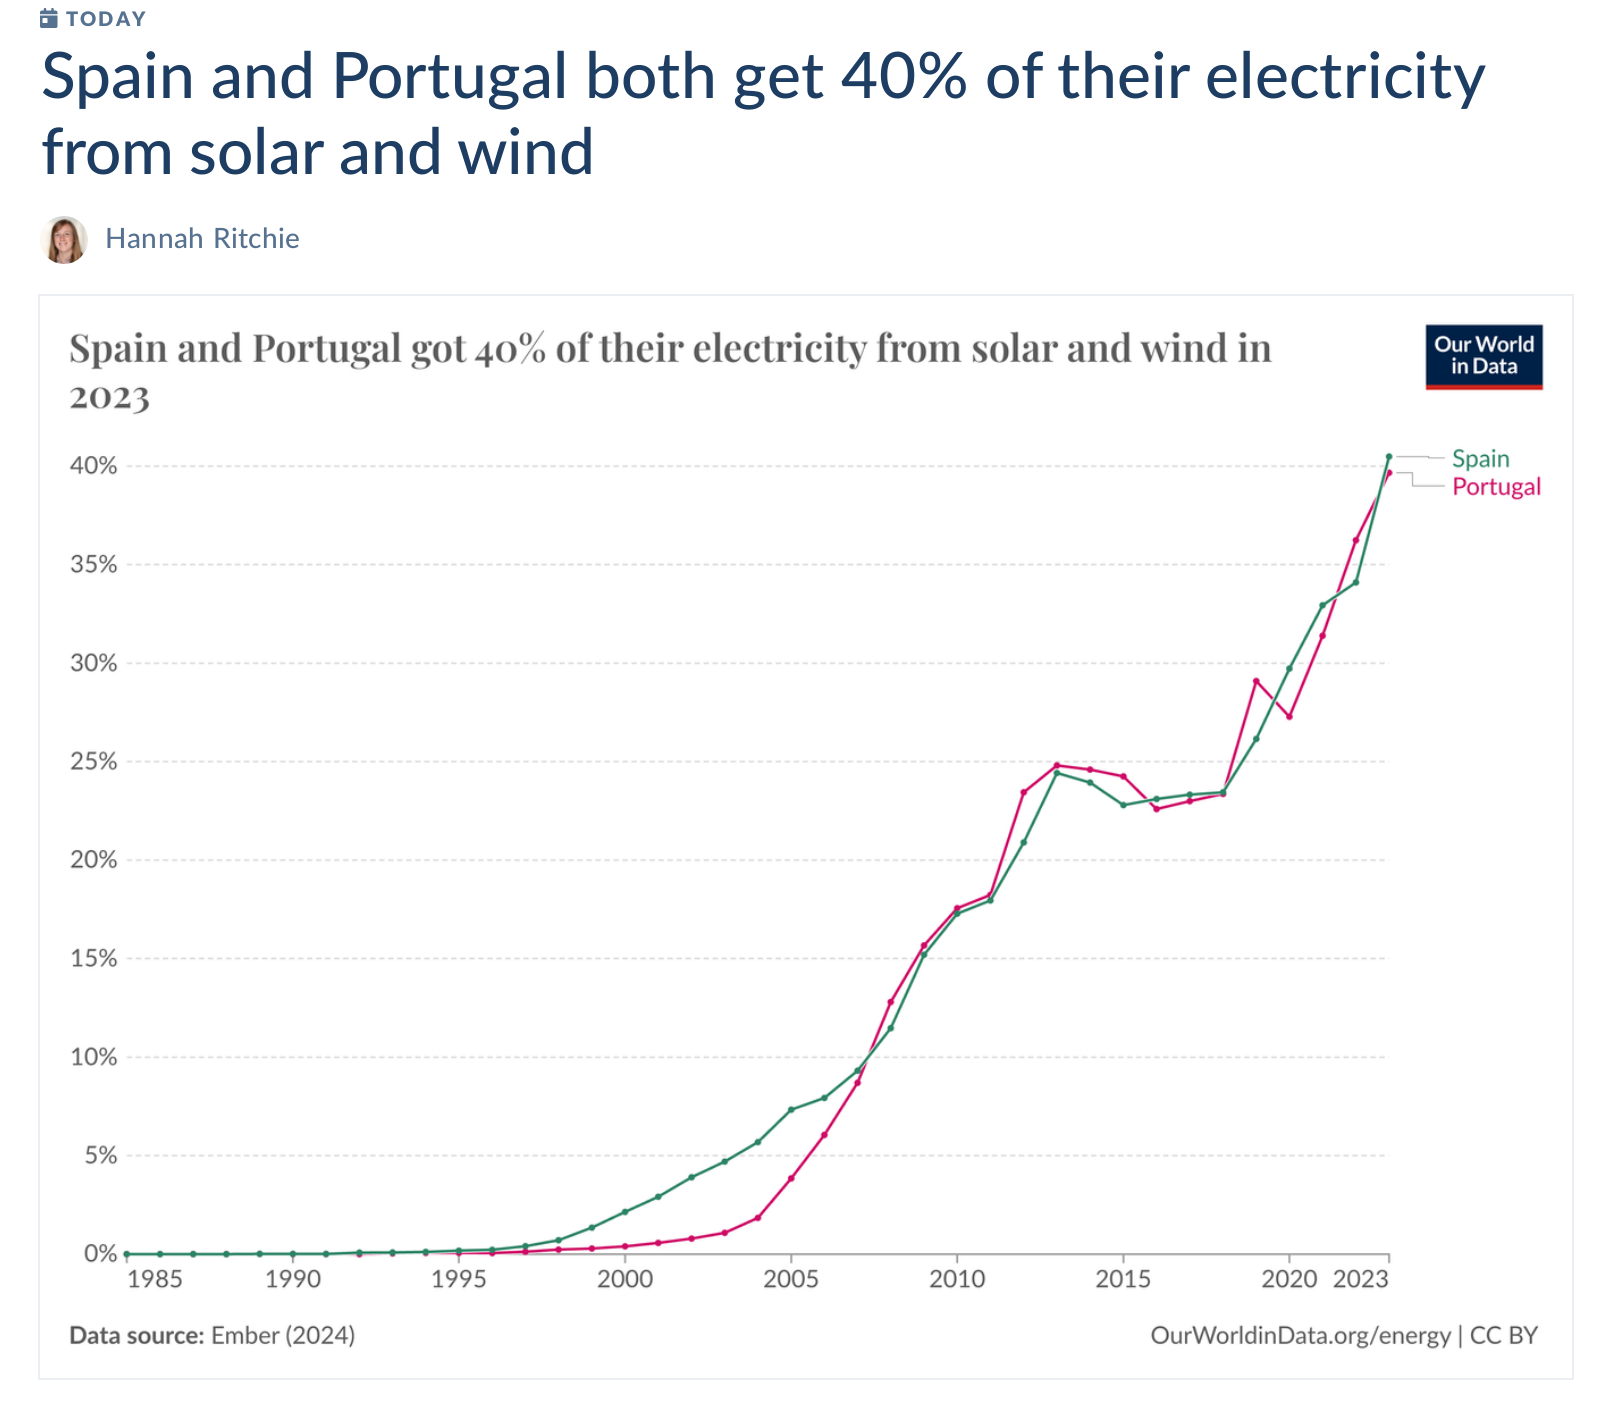 TODAY
Spain and Portugal both get 40% of their electricity
from solar and wind
Hannah Ritchie
Spain and Portugal got 40% of their electricity from solar and wind in
2023
Our World
in Data
40%
35%
30%
25%
20%
15%
10%
5%
0%
Spain
Portugal
1985 1990 1995 2000 2005 2010 2015 2020 2023
Data source: Ember (2024)
OurWorldinData.org/energy | CC BY